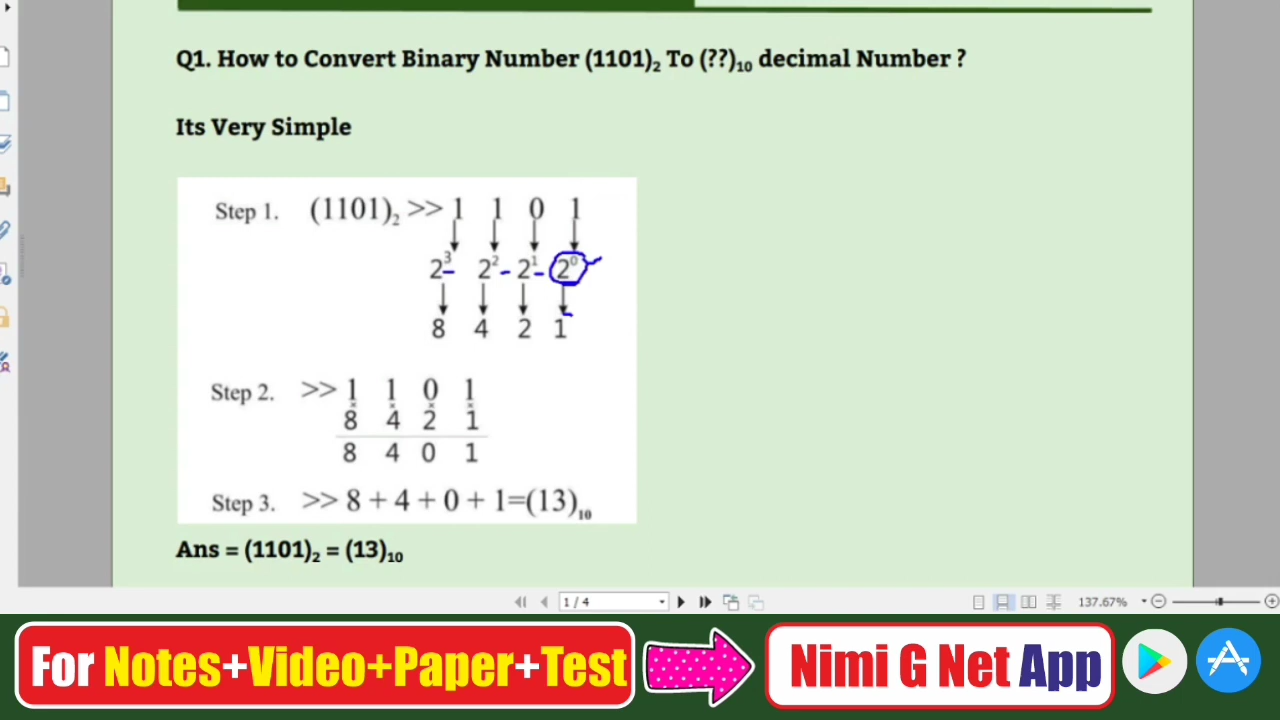 Q1. How to Convert Binary Number (1101)₂ To (??)₁₀ decimal Number ?
Its Very Simple
Step 1. (1101)₂ >> 1 1 0 1
2³ 2² 2¹ 2⁰
8 4 2 1
Step 2. >> 1 1 0 1
× × × ×
8 4 2 1
8 4 0 1
Step 3. >> 8 + 4 + 0 + 1=(13)₁₀
Ans = (1101)₂ = (13)₁₀
1 / 4
137.67%
For Notes+Video+Paper+Test
Nimi G Net App